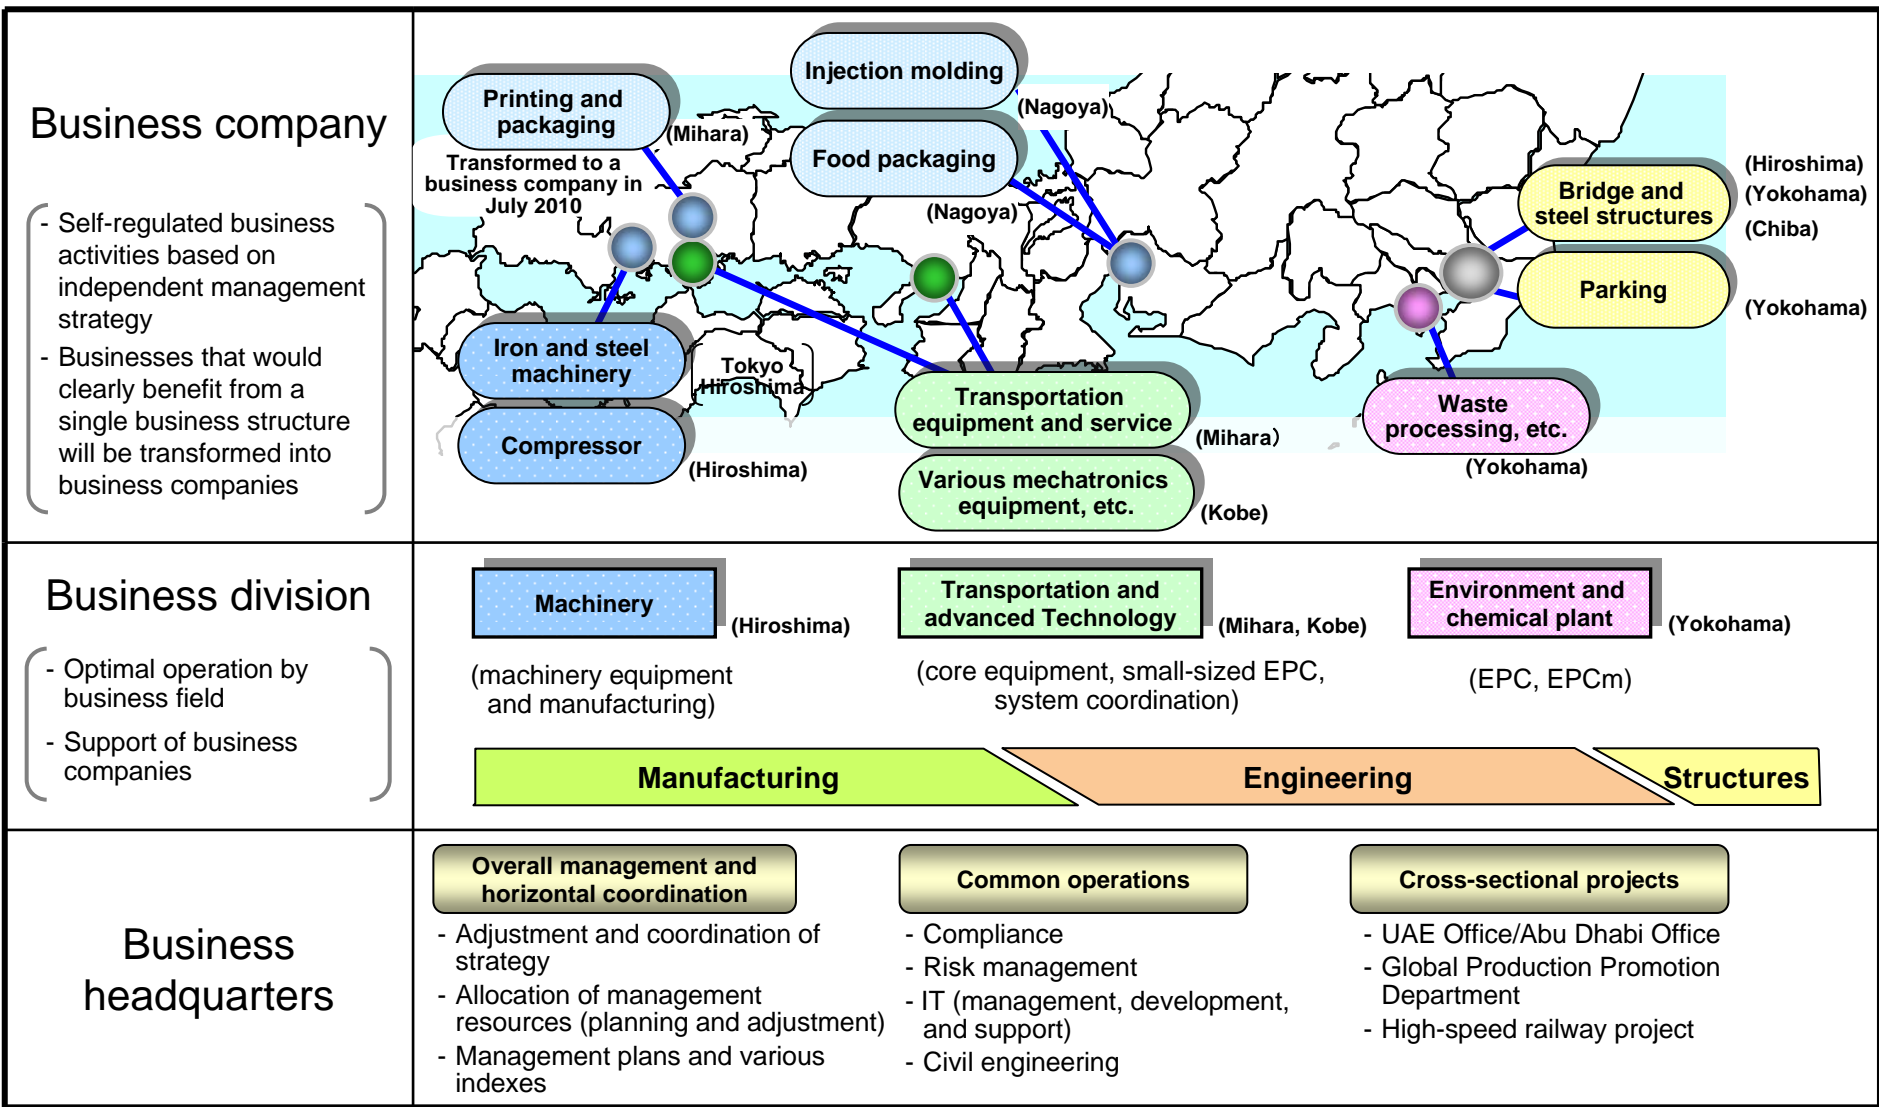 Business company
- Self-regulated business
activities based on
independent management
strategy
- Businesses that would
clearly benefit from a
single business structure
will be transformed into
business companies
Printing and
packaging
(Mihara)
Transformed to a
business company in
July 2010
Injection molding
(Nagoya)
Food packaging
(Nagoya)
Bridge and
steel structures
(Hiroshima)
(Yokohama)
(Chiba)
Parking
(Yokohama)
Iron and steel
machinery
Tokyo
Hiroshima
Compressor
(Hiroshima)
Transportation
equipment and service
(Mihara)
Various mechatronics
equipment, etc.
(Kobe)
Waste
processing, etc.
(Yokohama)
Business division
- Optimal operation by
business field
- Support of business
companies
Machinery
(Hiroshima)
(machinery equipment
and manufacturing)
Transportation and
advanced Technology
(Mihara, Kobe)
(core equipment, small-sized EPC,
system coordination)
Environment and
chemical plant
(Yokohama)
(EPC, EPCm)
Manufacturing
Engineering
Structures
Business
headquarters
Overall management and
horizontal coordination
- Adjustment and coordination of
strategy
- Allocation of management
resources (planning and adjustment)
- Management plans and various
indexes
Common operations
- Compliance
- Risk management
- IT (management, development,
and support)
- Civil engineering
Cross-sectional projects
- UAE Office/Abu Dhabi Office
- Global Production Promotion
Department
- High-speed railway project